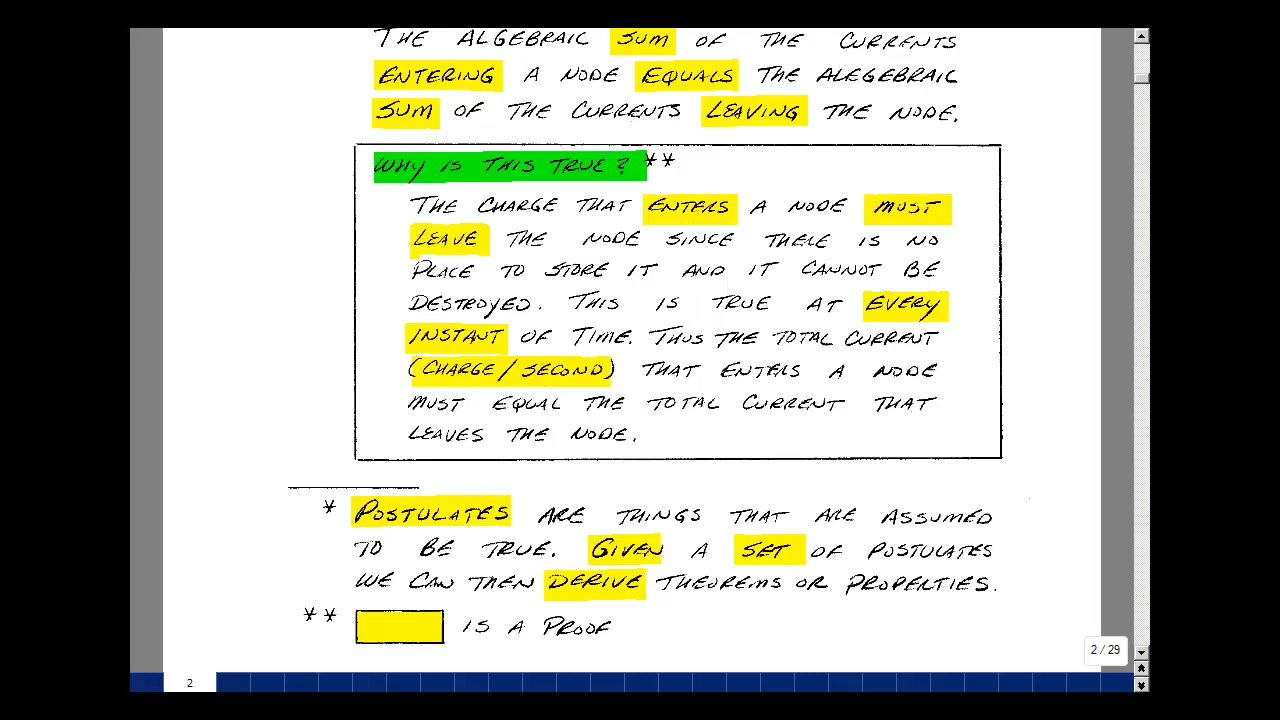 THE ALGEBRAIC SUM OF THE CURRENTS
ENTERING A NODE EQUALS THE ALEGEBRAIC
SUM OF THE CURRENTS LEAVING THE NODE.
WHY IS THIS TRUE? **
THE CHARGE THAT ENTERS A NODE MUST
LEAVE THE NODE SINCE THERE IS NO
PLACE TO STORE IT AND IT CANNOT BE
DESTROYED. THIS IS TRUE AT EVERY
INSTANT OF TIME. THUS THE TOTAL CURRENT
(CHARGE/SECOND) THAT ENTERS A NODE
MUST EQUAL THE TOTAL CURRENT THAT
LEAVES THE NODE.
* POSTULATES ARE THINGS THAT ARE ASSUMED
TO BE TRUE. GIVEN A SET OF POSTULATES
WE CAN THEN DERIVE THEOREMS OR PROPERTIES.
** IS A PROOF
2 / 29
2